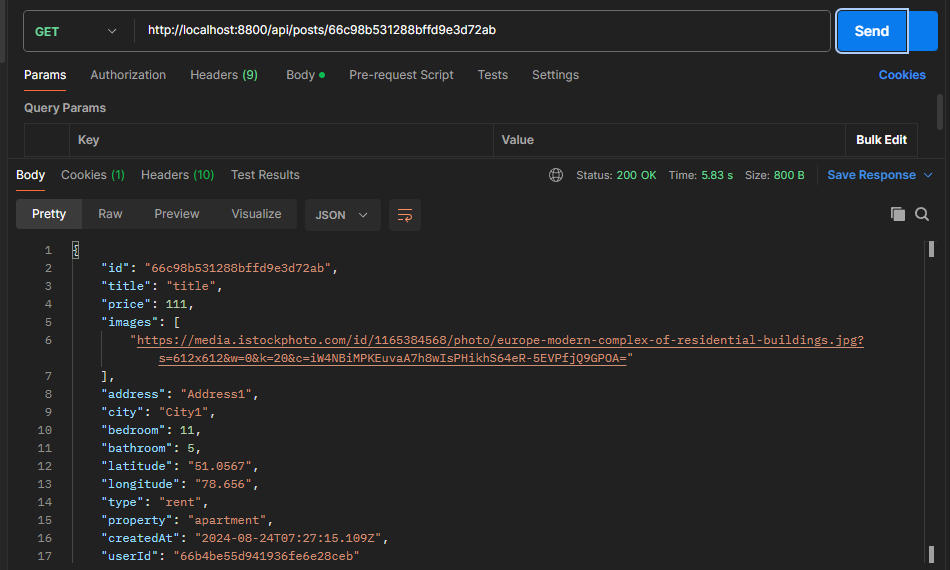 GET http://localhost:8800/api/posts/66c98b531288bffd9e3d72ab Send
Params Authorization Headers (9) Body Pre-request Script Tests Settings Cookies
Query Params
Key Value Bulk Edit
Body Cookies (1) Headers (10) Test Results Status: 200 OK Time: 5.83 s Size: 800 B Save Response
Pretty Raw Preview Visualize JSON
1 {
2 "id": "66c98b531288bffd9e3d72ab",
3 "title": "title",
4 "price": 111,
5 "images": [
6 "https://media.istockphoto.com/id/1165384568/photo/europe-modern-complex-of-residential-buildings.jpg?
s=612x612&w=0&k=20&c=iW4NBiMPKEuvaA7h8wIsPHikhS64eR-5EVPfjQ9GPOA="
7 ],
8 "address": "Address1",
9 "city": "City1",
10 "bedroom": 11,
11 "bathroom": 5,
12 "latitude": "51.0567",
13 "longitude": "78.656",
14 "type": "rent",
15 "property": "apartment",
16 "createdAt": "2024-08-24T07:27:15.109Z",
17 "userId": "66b4be55d941936fe6e28ceb"